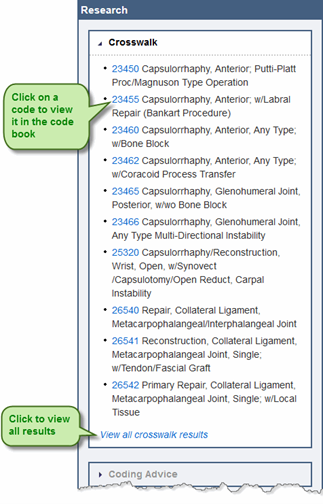 Research
Crosswalk
23450 Capsulorrhaphy, Anterior; Putti-Platt
Proc/Magnuson Type Operation
23455 Capsulorrhaphy, Anterior; w/Labral
Repair (Bankart Procedure)
23460 Capsulorrhaphy, Anterior, Any Type;
w/Bone Block
23462 Capsulorrhaphy, Anterior, Any Type;
w/Coracoid Process Transfer
23465 Capsulorrhaphy, Glenohumeral Joint,
Posterior, w/wo Bone Block
23466 Capsulorrhaphy, Glenohumeral Joint,
Any Type Multi-Directional Instability
25320 Capsulorrhaphy/Reconstruction,
Wrist, Open, w/Synovect
/Capsulotomy/Open Reduct, Carpal
Instability
26540 Repair, Collateral Ligament,
Metacarpophalangeal/Interphalangeal Joint
26541 Reconstruction, Collateral Ligament,
Metacarpophalangeal Joint, Single;
w/Tendon/Fascial Graft
26542 Primary Repair, Collateral Ligament,
Metacarpophalangeal Joint, Single; w/Local
Tissue
View all crosswalk results
Coding Advice
Click on a
code to view
it in the code
book
Click to view
all results